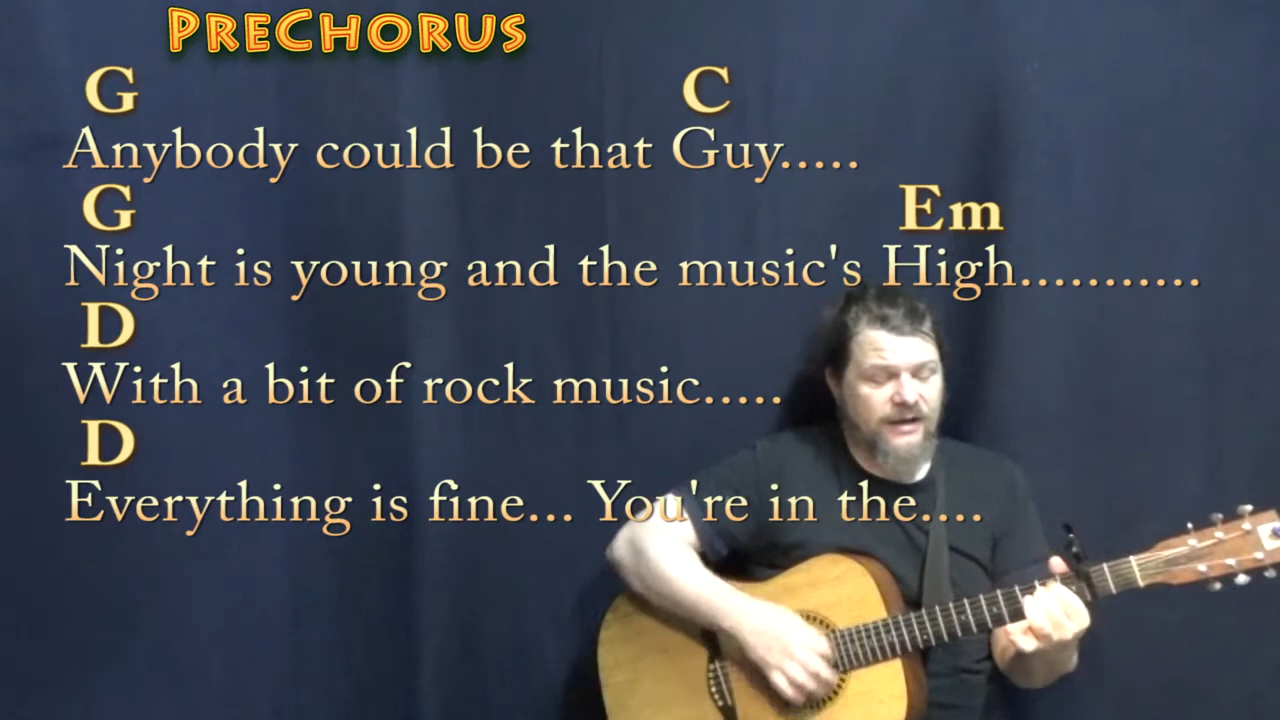 PRECHORUS
G C
Anybody could be that Guy.....
G Em
Night is young and the music's High...........
D
With a bit of rock music.....
D
Everything is fine... You're in the....